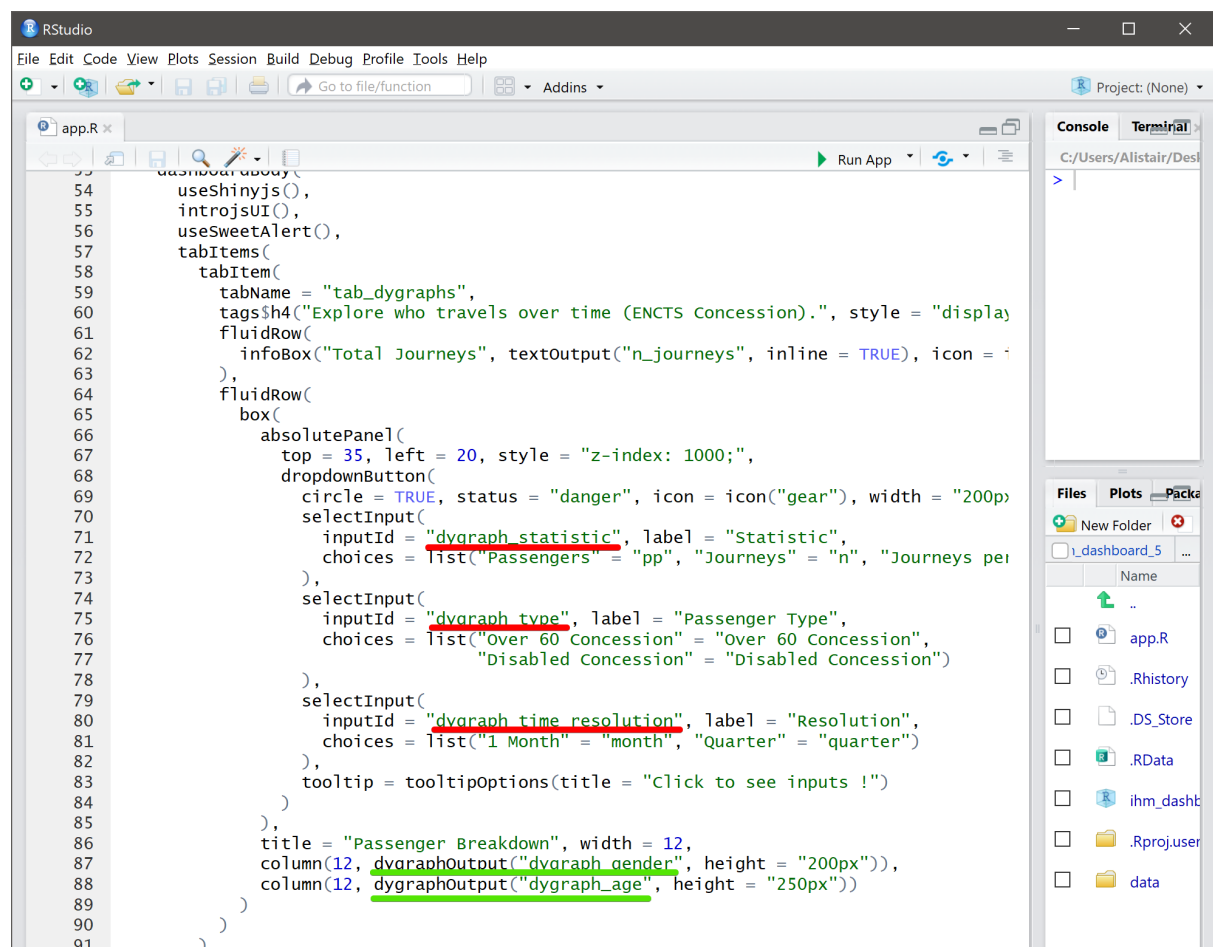 RStudio
File Edit Code View Plots Session Build Debug Profile Tools Help
Go to file/function Addins Project: (None)
app.R
Run App
53 dashboardBody(
54 useShinyjs(),
55 introjsUI(),
56 useSweetAlert(),
57 tabItems(
58 tabItem(
59 tabName = "tab_dygraphs",
60 tags$h4("Explore who travels over time (ENCTS Concession).", style = "display
61 fluidRow(
62 infoBox("Total Journeys", textOutput("n_journeys", inline = TRUE), icon = i
63 ),
64 fluidRow(
65 box(
66 absolutePanel(
67 top = 35, left = 20, style = "z-index: 1000;",
68 dropdownButton(
69 circle = TRUE, status = "danger", icon = icon("gear"), width = "200px
70 selectInput(
71 inputId = "dygraph_statistic", label = "Statistic",
72 choices = list("Passengers" = "pp", "Journeys" = "n", "Journeys per
73 ),
74 selectInput(
75 inputId = "dygraph_type", label = "Passenger Type",
76 choices = list("Over 60 Concession" = "Over 60 Concession",
77 "Disabled Concession" = "Disabled Concession")
78 ),
79 selectInput(
80 inputId = "dygraph_time_resolution", label = "Resolution",
81 choices = list("1 Month" = "month", "Quarter" = "quarter")
82 ),
83 tooltip = tooltipOptions(title = "Click to see inputs !")
84 )
85 ),
86 title = "Passenger Breakdown", width = 12,
87 column(12, dygraphOutput("dygraph_gender", height = "200px")),
88 column(12, dygraphOutput("dygraph_age", height = "250px"))
89 )
90 )
91 )
Console Terminal
C:/Users/Alistair/Desk
>
Files Plots Packa
New Folder
n_dashboard_5 ...
Name
..
app.R
.Rhistory
.DS_Store
.RData
ihm_dashb
.Rproj.user
data